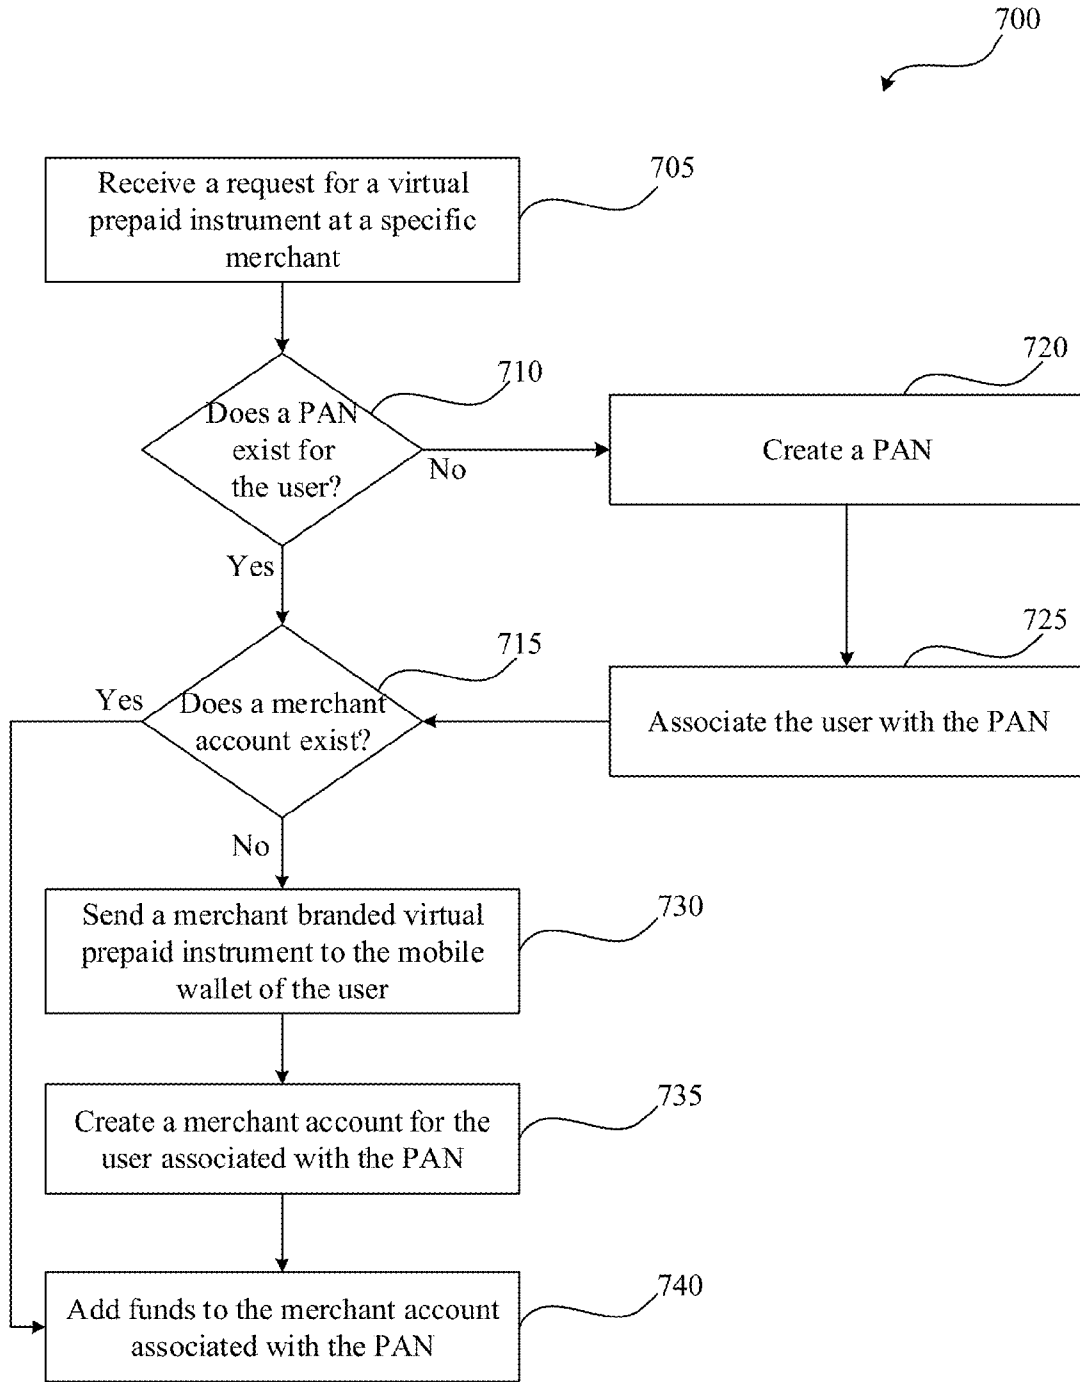 700
Receive a request for a virtual
prepaid instrument at a specific
merchant
705
Does a PAN
exist for
the user?
710
No
Yes
720
Create a PAN
725
Associate the user with the PAN
715
Does a merchant
account exist?
Yes
No
Send a merchant branded virtual
prepaid instrument to the mobile
wallet of the user
730
Create a merchant account for the
user associated with the PAN
735
Add funds to the merchant account
associated with the PAN
740